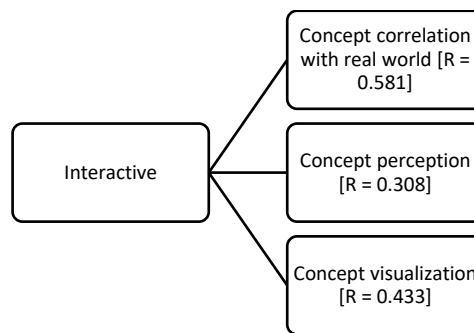 Concept correlation
with real world [R =
0.581]
Interactive
Concept perception
[R = 0.308]
Concept visualization
[R = 0.433]